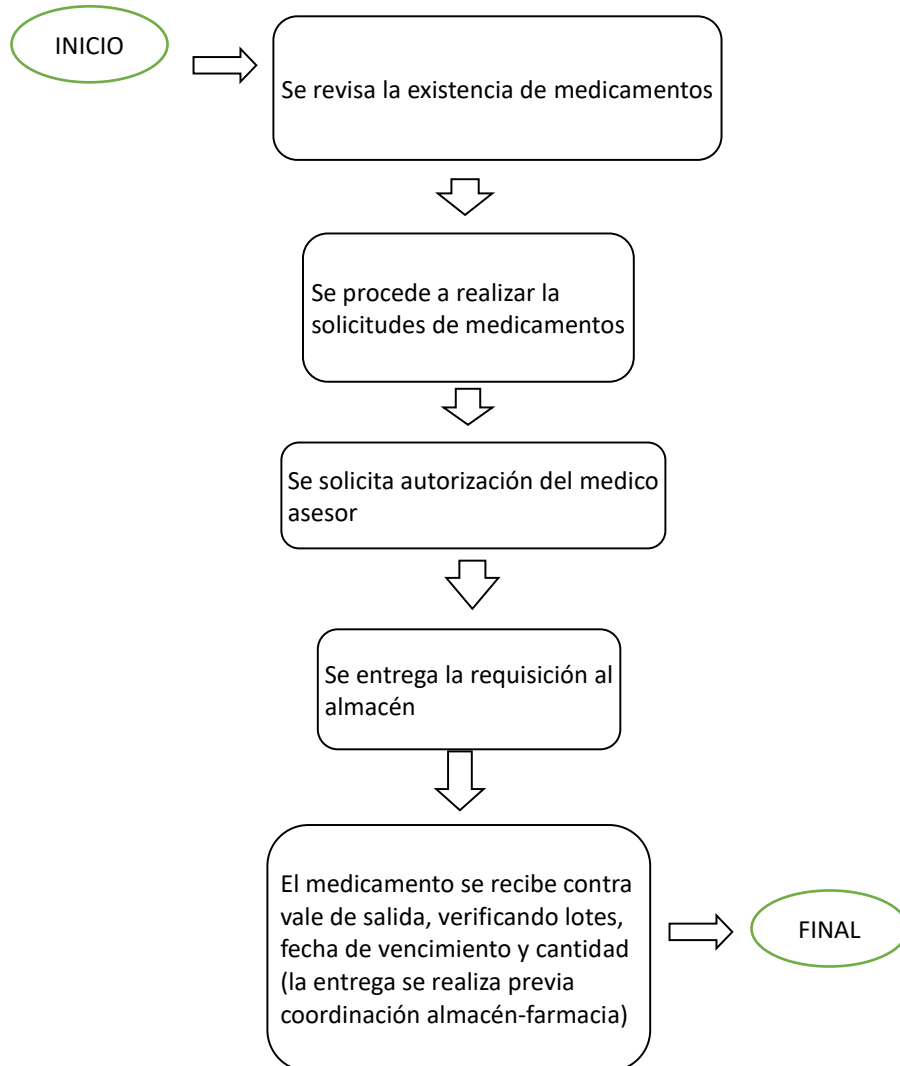 INICIO
Se revisa la existencia de medicamentos
Se procede a realizar la
solicitudes de medicamentos
Se solicita autorización del medico
asesor
Se entrega la requisición al
almacén
El medicamento se recibe contra
vale de salida, verificando lotes,
fecha de vencimiento y cantidad
(la entrega se realiza previa
coordinación almacén-farmacia)
FINAL